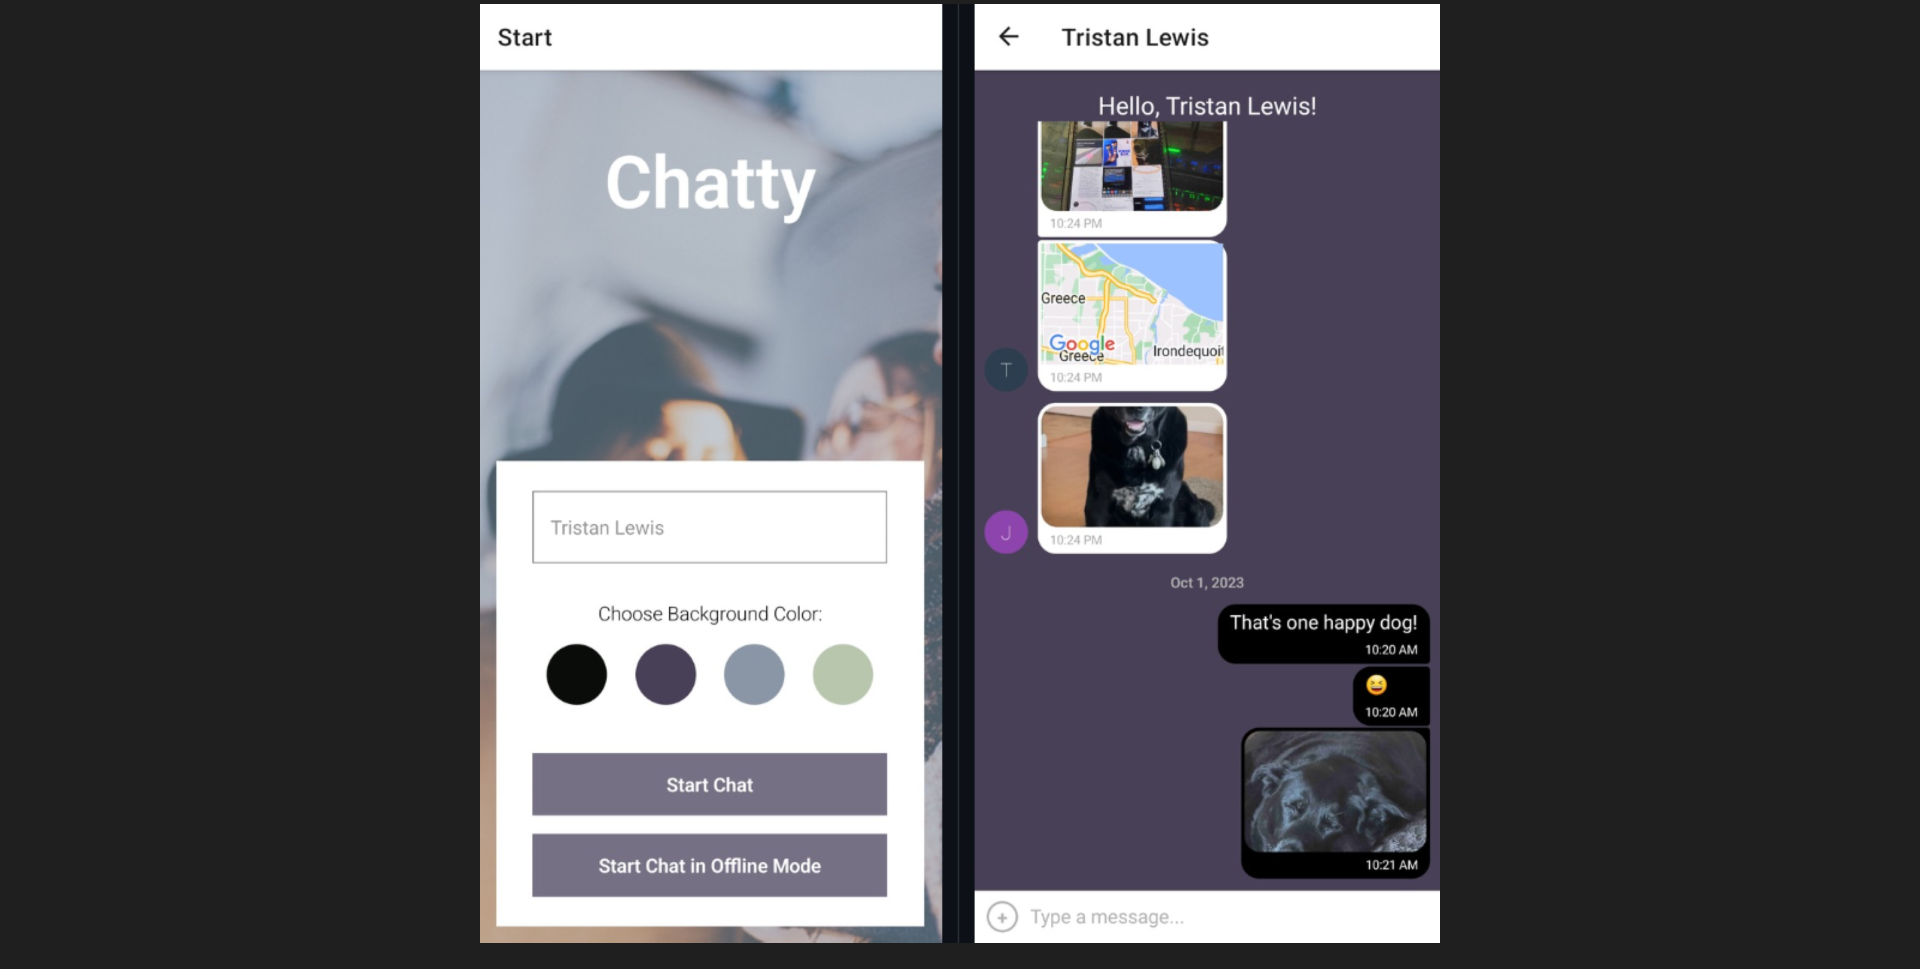 Start
Chatty
Tristan Lewis
Choose Background Color:
Start Chat
Start Chat in Offline Mode
Tristan Lewis
Hello, Tristan Lewis!
10:24 PM
Greece
Google
Greece
Irondequoit
10:24 PM
T
10:24 PM
J
Oct 1, 2023
That's one happy dog!
10:20 AM
😆
10:20 AM
10:21 AM
Type a message...